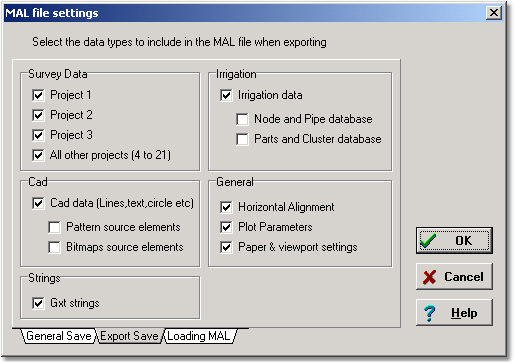 MAL file settings
Select the data types to include in the MAL file when exporting
Survey Data
Project 1
Project 2
Project 3
All other projects (4 to 21)
Irrigation
Irrigation data
Node and Pipe database
Parts and Cluster database
Cad
Cad data (Lines,text,circle etc)
Pattern source elements
Bitmaps source elements
General
Horizontal Alignment
Plot Parameters
Paper & viewport settings
Strings
Gxt strings
OK
Cancel
Help
General Save Export Save Loading MAL